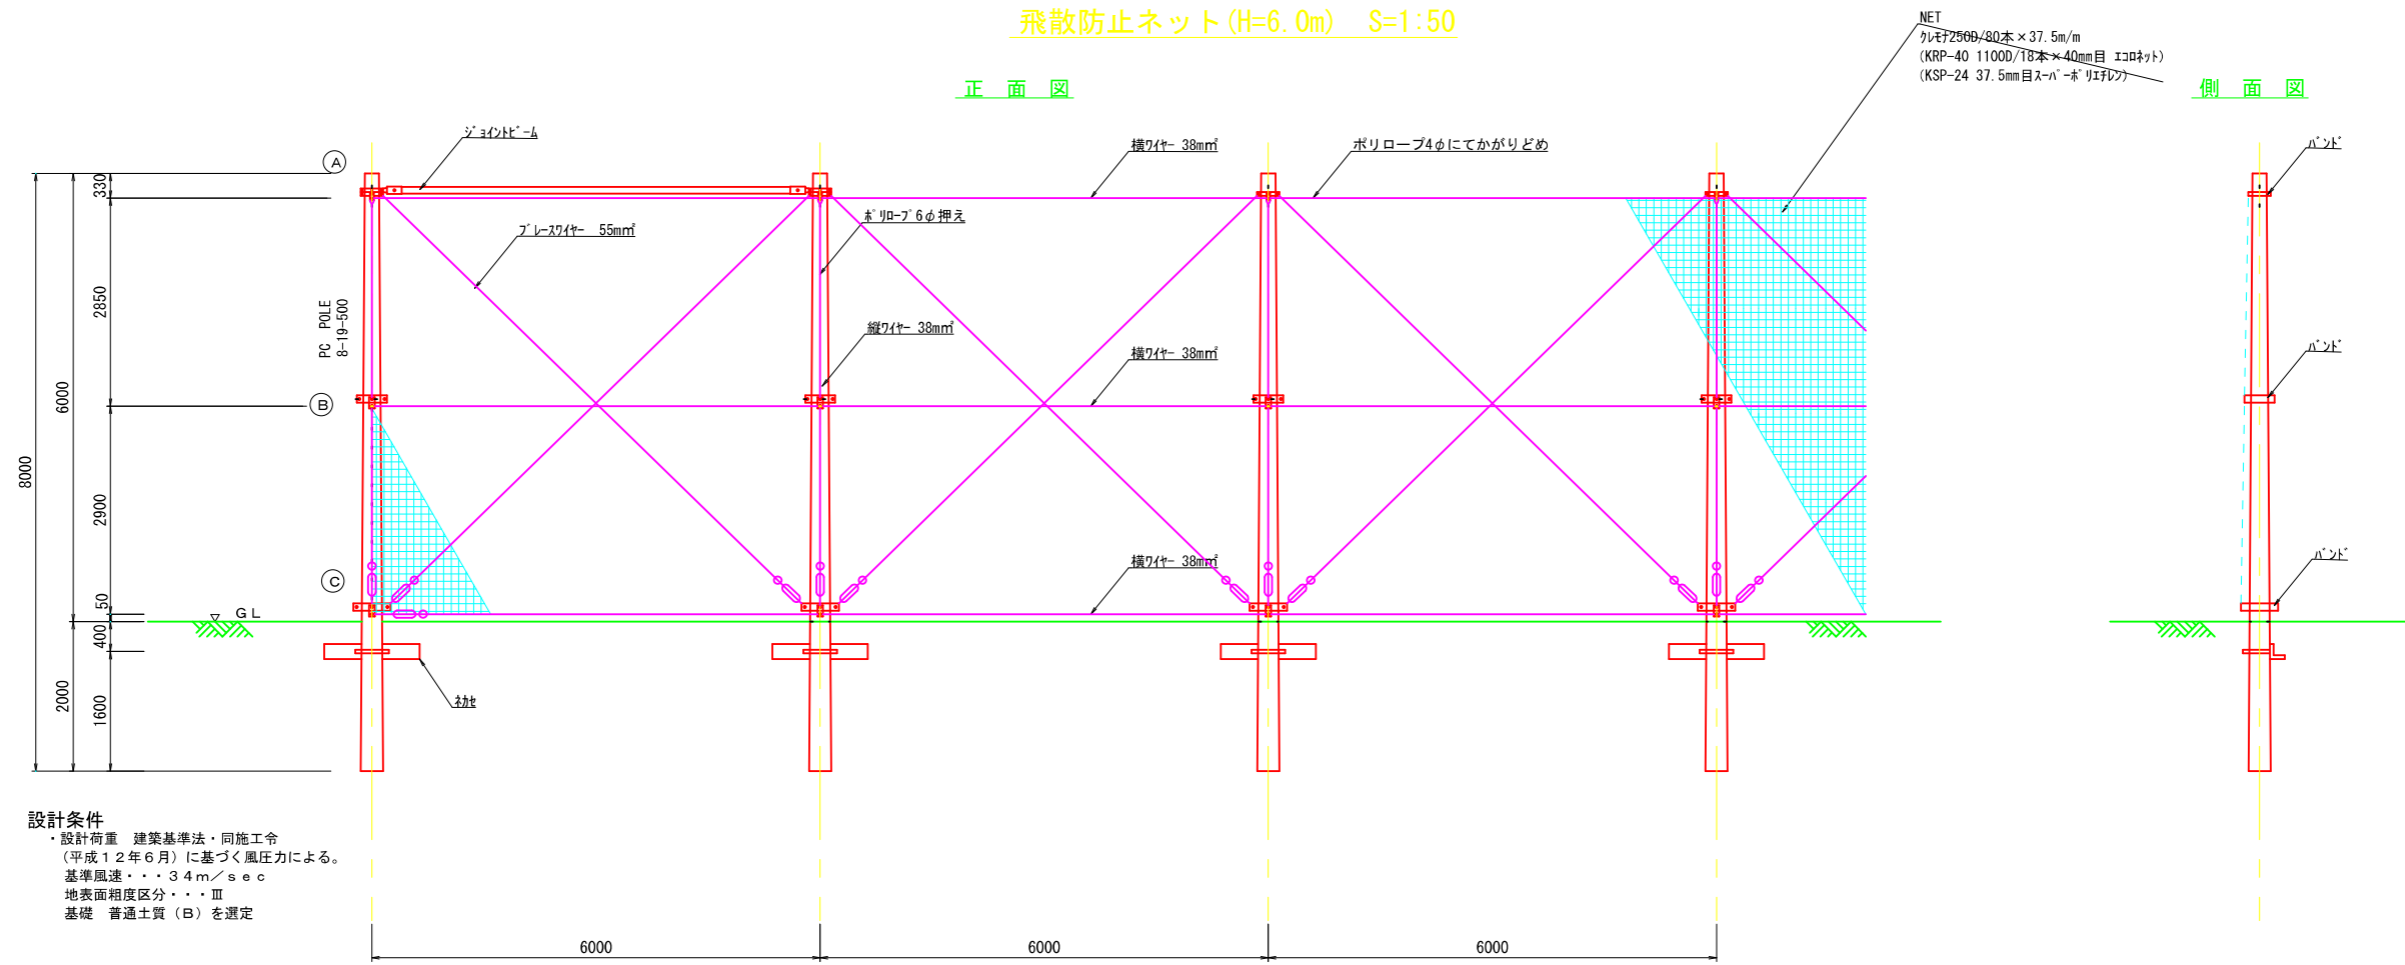 飛散防止ネット(H=6.0m) S=1:50
NET
クレモナ250D/80本×37.5m/m
(KRP-40 1100D/18本×40mm目 エコロネット)
(KSP-24 37.5mm目スーパーポリエチレン)
正 面 図
側 面 図
ジョイントビーム
横ワイヤー 38mm²
ポリロープ4φにてかがりどめ
バンド
A
330
ブレースワイヤー 55mm²
ポリロープ6φ押え
2850
PC POLE
8-19-500
縦ワイヤー 38mm²
横ワイヤー 38mm²
バンド
B
6000
8000
2900
横ワイヤー 38mm²
バンド
C
50
GL
400
ネカセ
2000
1600
設計条件
・設計荷重 建築基準法・同施工令
(平成12年6月)に基づく風圧力による。
基準風速・・・34m/sec
地表面粗度区分・・・Ⅲ
基礎 普通土質(B)を選定
6000
6000
6000